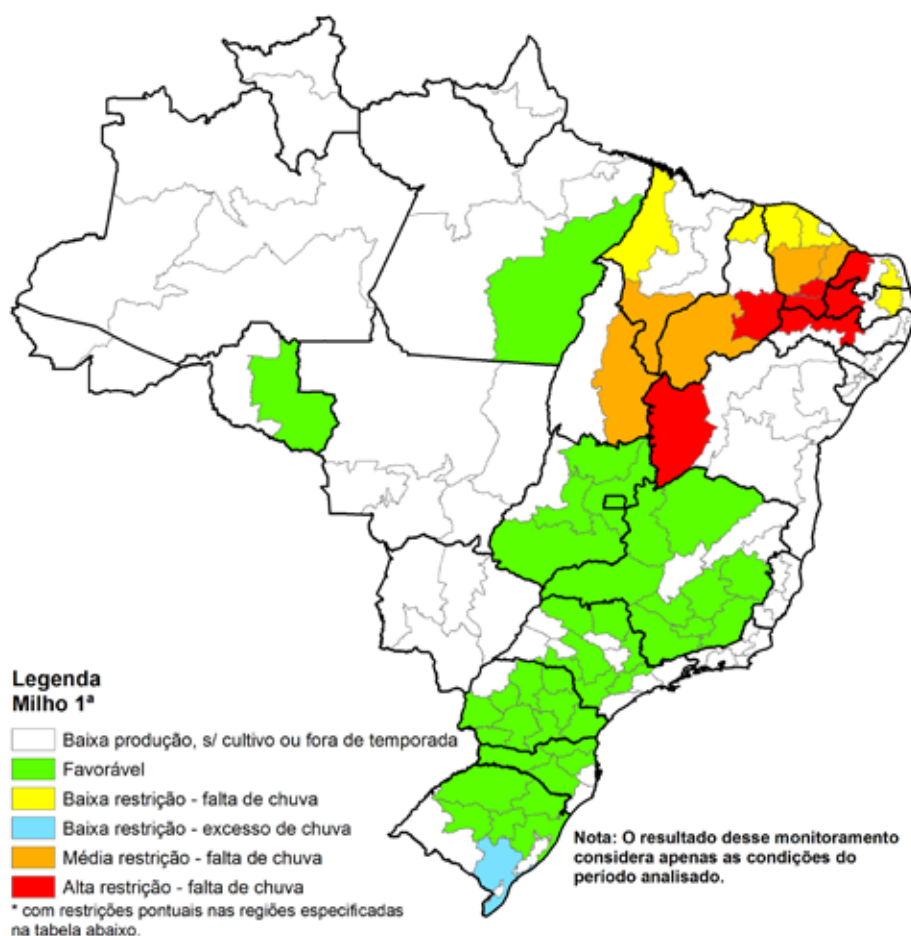 Legenda
Milho 1ª
Baixa produção, s/ cultivo ou fora de temporada
Favorável
Baixa restrição - falta de chuva
Baixa restrição - excesso de chuva
Média restrição - falta de chuva
Alta restrição - falta de chuva
* com restrições pontuais nas regiões especificadas
na tabela abaixo.
Nota: O resultado desse monitoramento
considera apenas as condições do
período analisado.